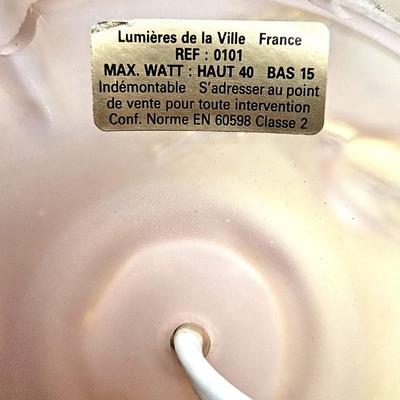 Lumières de la Ville France
REF : 0101
MAX. WATT : HAUT 40 BAS 15
Indémontable S'adresser au point
de vente pour toute intervention
Conf. Norme EN 60598 Classe 2